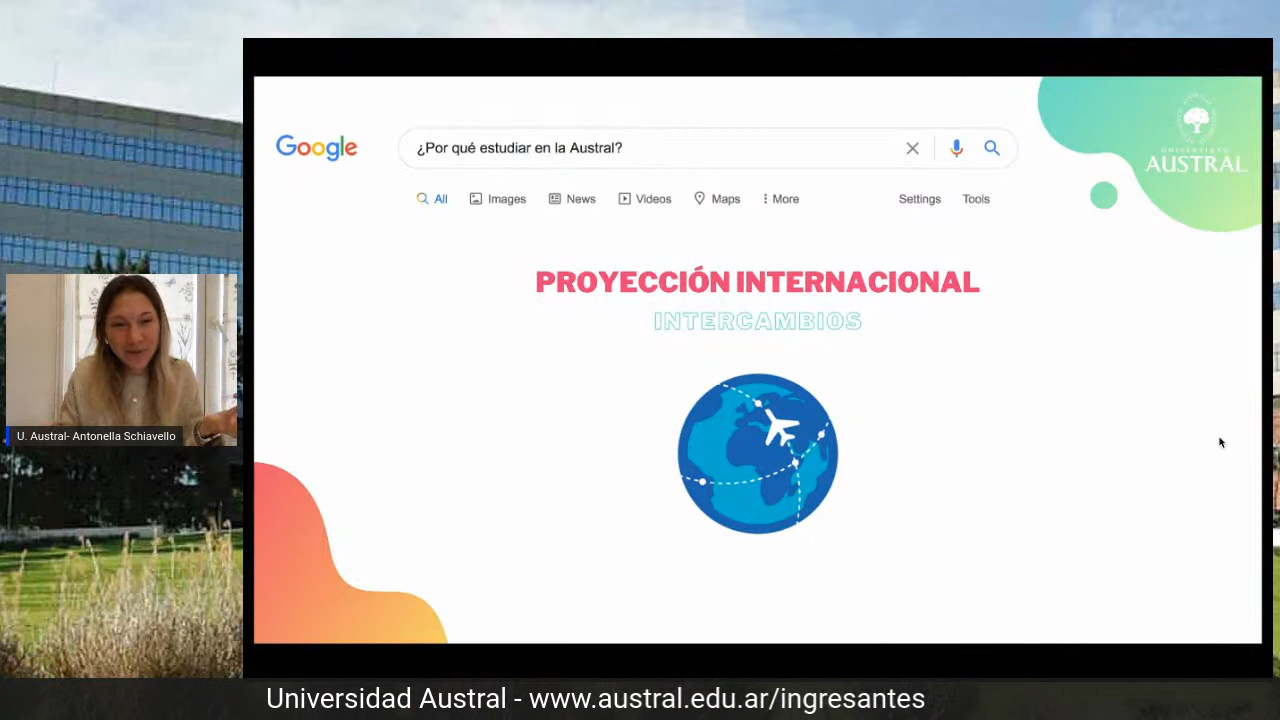 Google
¿Por qué estudiar en la Austral?
All
Images
News
Videos
Maps
More
Settings
Tools
UNIVERSIDAD
AUSTRAL
PROYECCIÓN INTERNACIONAL
INTERCAMBIOS
U. Austral- Antonella Schiavello
Universidad Austral - www.austral.edu.ar/ingresantes